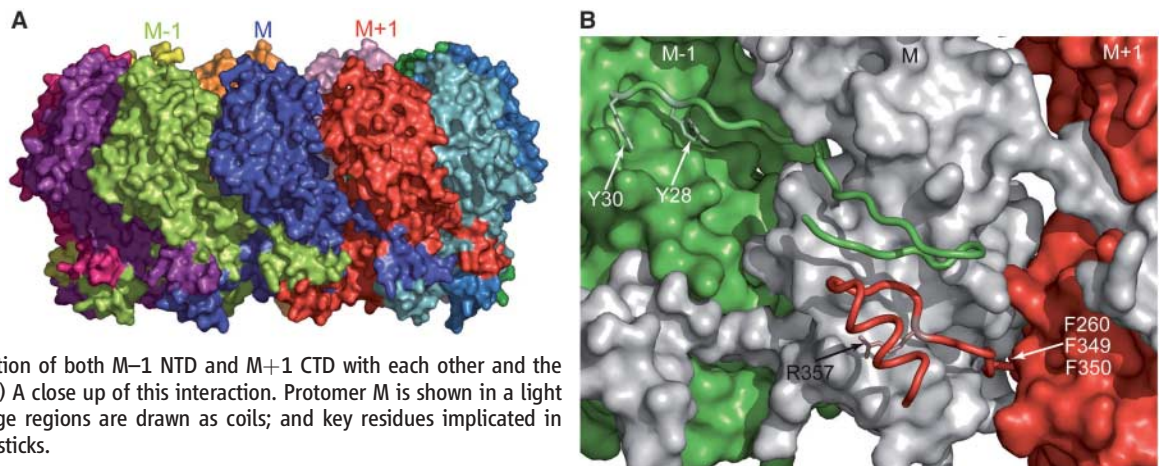 A
M-1
M
M+1
B
M-1
M
M+1
Y30
Y28
R357
F260
F349
F350
tion of both M–1 NTD and M+1 CTD with each other and the
) A close up of this interaction. Protomer M is shown in a light
ge regions are drawn as coils; and key residues implicated in
sticks.